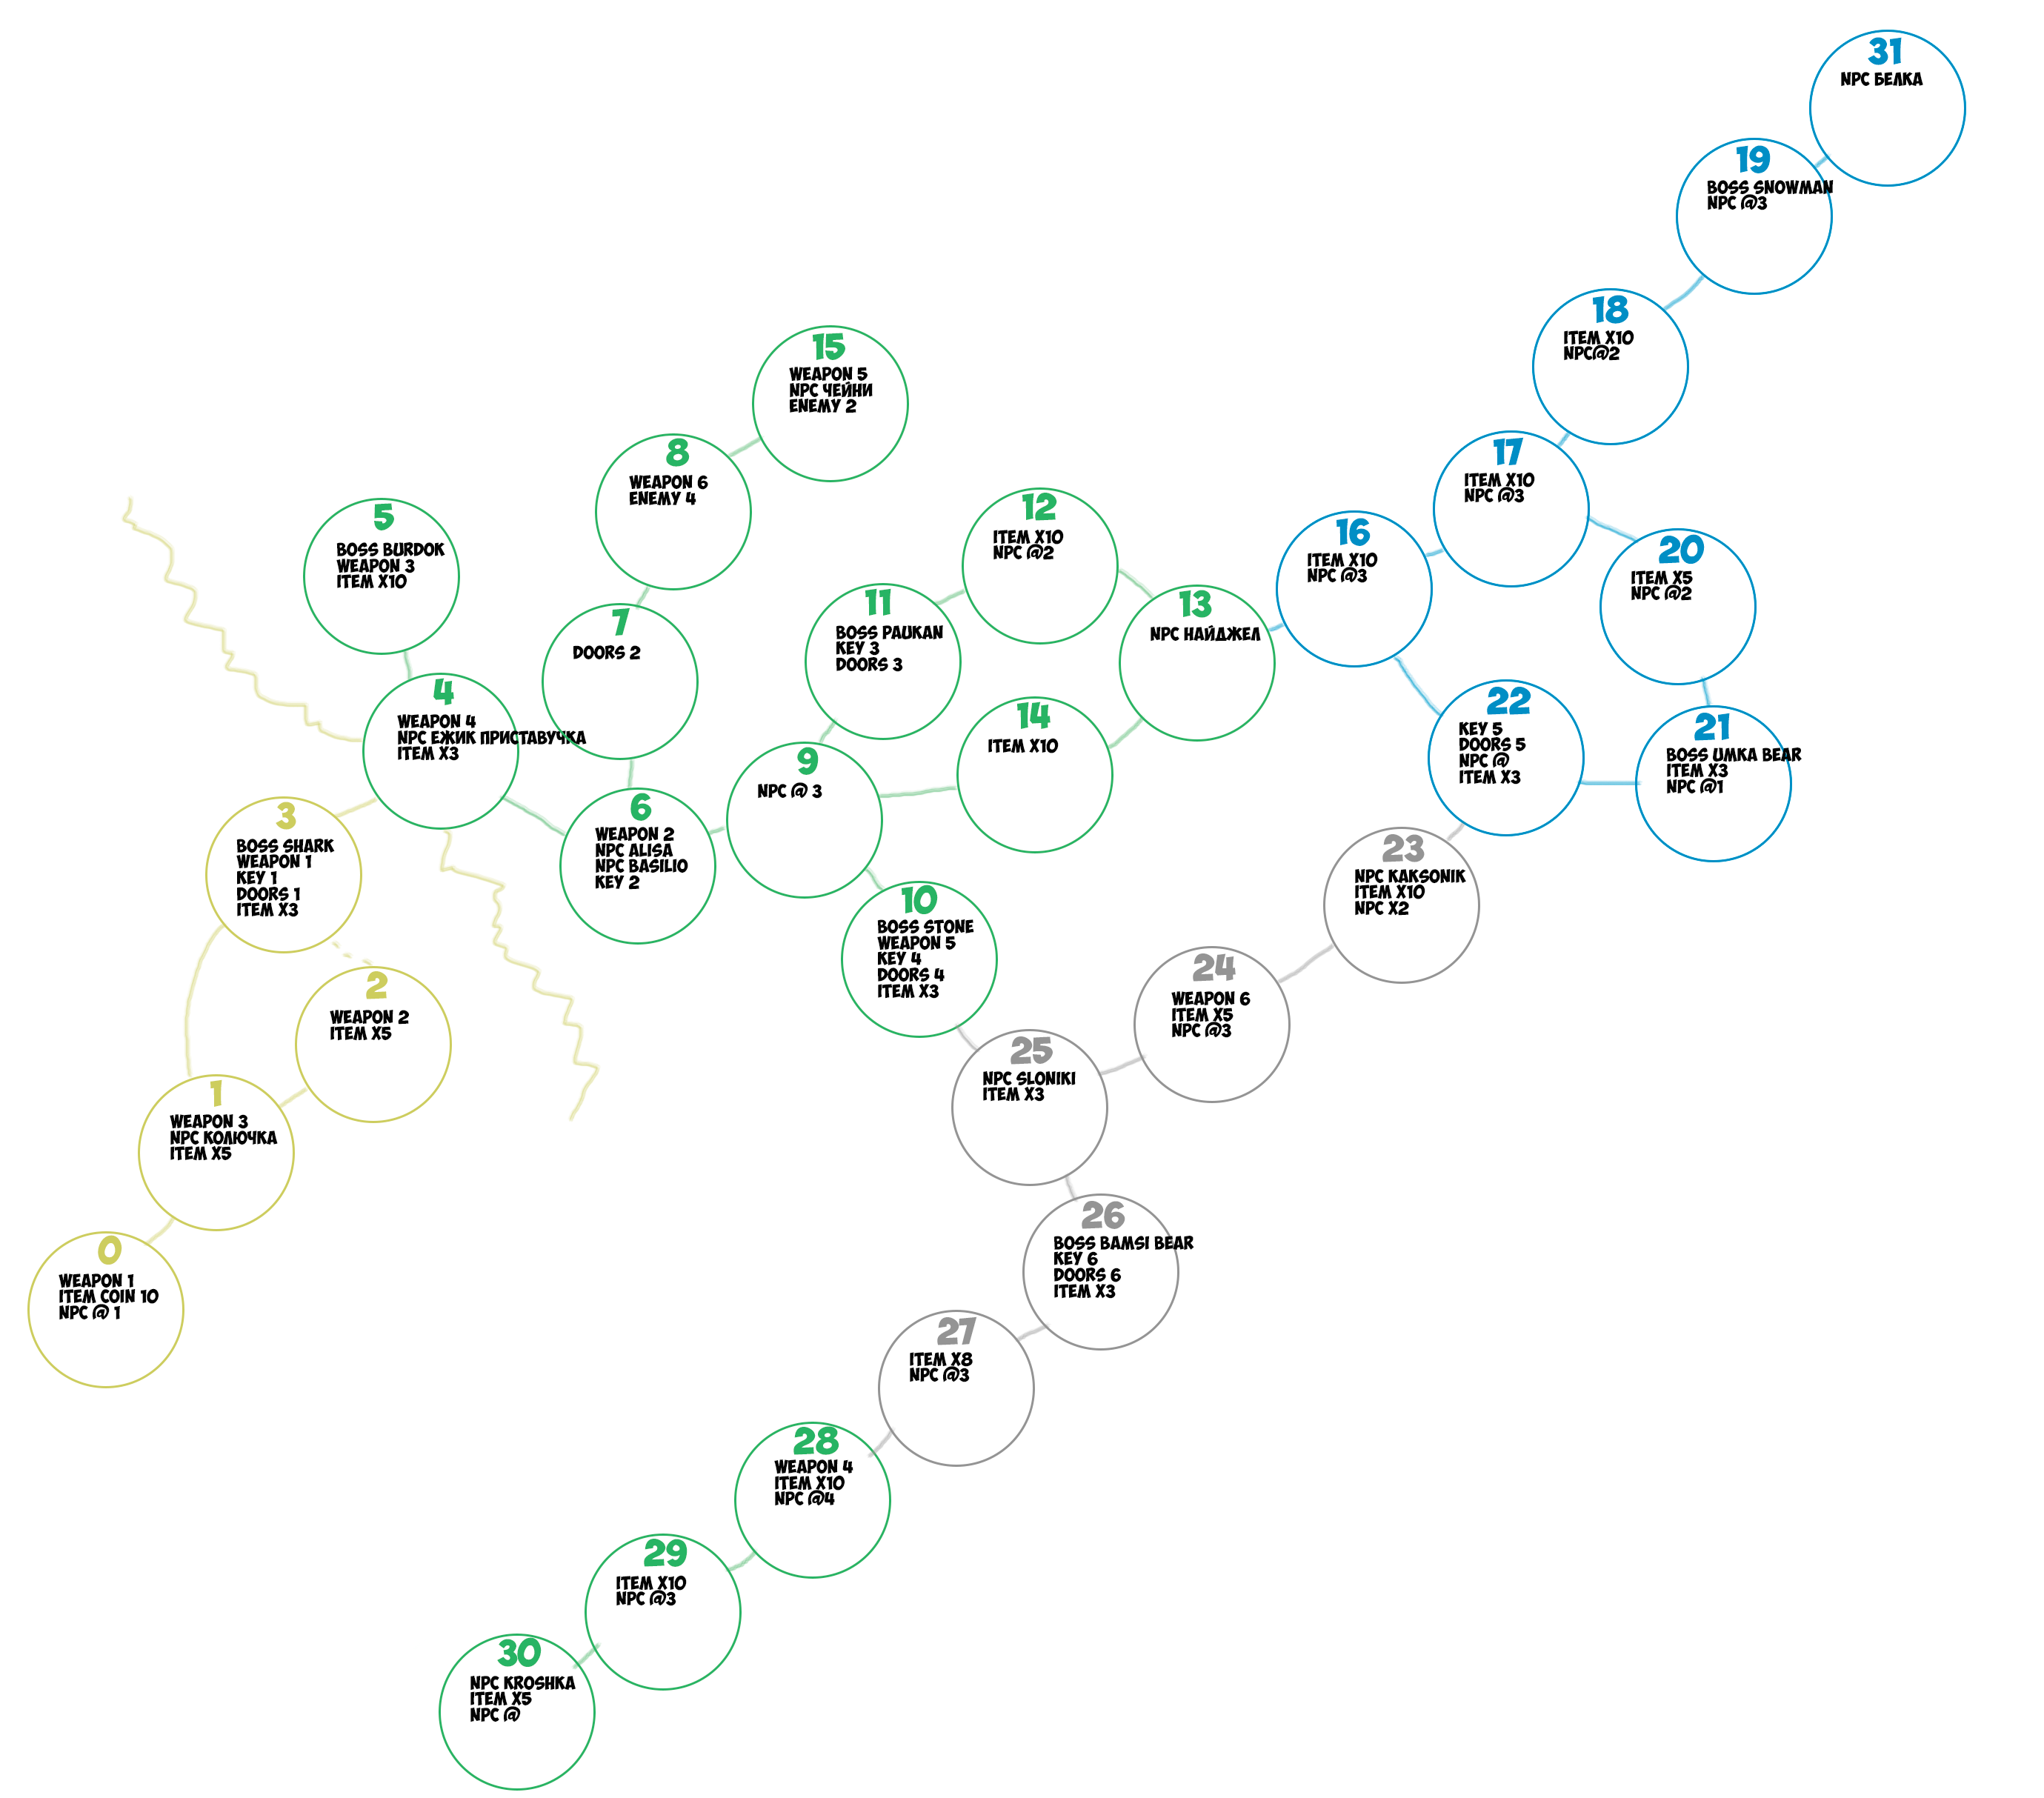 31
NPC БЕЛКА
19
BOSS SNOWMAN
NPC @3
18
ITEM X10
NPC@2
15
WEAPON 5
NPC ЧЕЙНИ
ENEMY 2
17
ITEM X10
NPC @3
8
WEAPON 6
ENEMY 4
12
ITEM X10
NPC @2
5
BOSS BURDOK
WEAPON 3
ITEM X10
16
ITEM X10
NPC @3
20
ITEM X5
NPC @2
11
BOSS PAUKAN
KEY 3
DOORS 3
13
NPC НАЙДЖЕЛ
7
DOORS 2
4
WEAPON 4
NPC ЕЖИК ПРИСТАВУЧКА
ITEM X3
22
KEY 5
DOORS 5
NPC @
ITEM X3
14
ITEM X10
21
BOSS UMKA BEAR
ITEM X3
NPC @1
9
NPC @ 3
6
WEAPON 2
NPC ALISA
NPC BASILIO
KEY 2
3
BOSS SHARK
WEAPON 1
KEY 1
DOORS 1
ITEM X3
23
NPC KAKSONIK
ITEM X10
NPC X2
10
BOSS STONE
WEAPON 5
KEY 4
DOORS 4
ITEM X3
24
WEAPON 6
ITEM X5
NPC @3
2
WEAPON 2
ITEM X5
25
NPC SLONIKI
ITEM X3
1
WEAPON 3
NPC КОЛЮЧКА
ITEM X5
26
BOSS BAMSI BEAR
KEY 6
DOORS 6
ITEM X3
0
WEAPON 1
ITEM COIN 10
NPC @ 1
27
ITEM X8
NPC @3
28
WEAPON 4
ITEM X10
NPC @4
29
ITEM X10
NPC @3
30
NPC KROSHKA
ITEM X5
NPC @